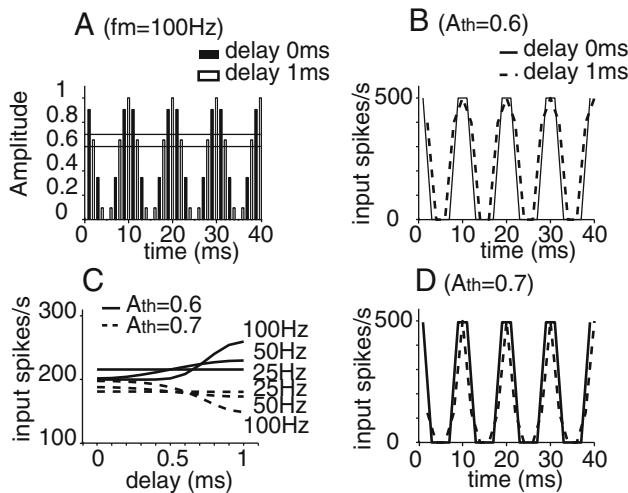 A (fm=100Hz)
delay 0ms
delay 1ms
Amplitude
1
0.8
0.6
0.4
0.2
0
0 10 20 30 40
time (ms)
B (Ath=0.6)
delay 0ms
delay 1ms
input spikes/s
500
0
0 10 20 30 40
time (ms)
C
Ath=0.6
Ath=0.7
input spikes/s
300
200
100
100Hz
50Hz
25Hz
25Hz
50Hz
100Hz
0 0.5 1
delay (ms)
D (Ath=0.7)
input spikes/s
500
0
0 10 20 30 40
time (ms)